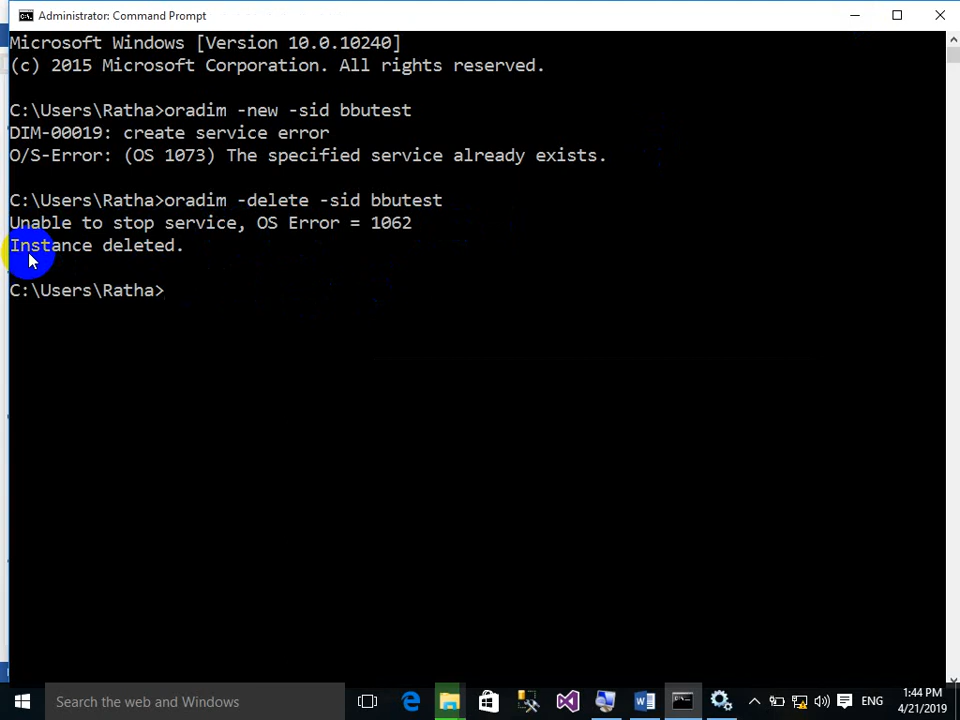 Administrator: Command Prompt
Microsoft Windows [Version 10.0.10240]
(c) 2015 Microsoft Corporation. All rights reserved.
C:\Users\Ratha>oradim -new -sid bbutest
DIM-00019: create service error
O/S-Error: (OS 1073) The specified service already exists.
C:\Users\Ratha>oradim -delete -sid bbutest
Unable to stop service, OS Error = 1062
Instance deleted.
C:\Users\Ratha>
Search the web and Windows
ENG
1:44 PM
4/21/2019